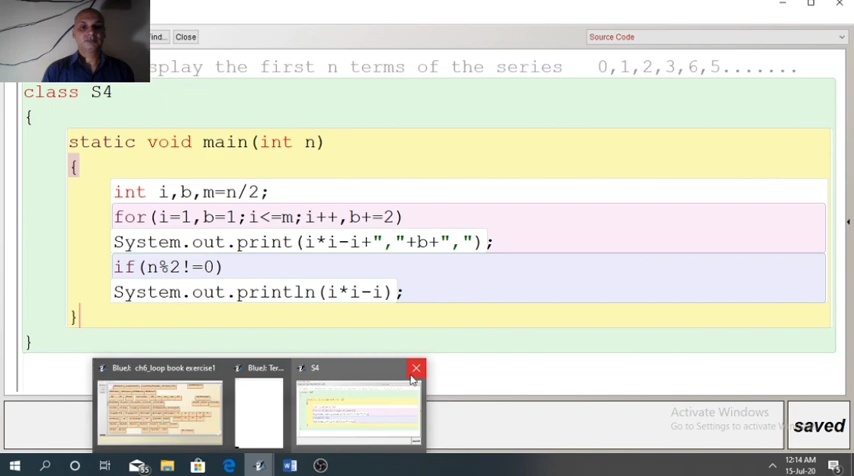 ind...
Close
Source Code
splay the first n terms of the series 0,1,2,3,6,5.......
class S4
{
static void main(int n)
{
int i,b,m=n/2;
for(i=1,b=1;i<=m;i++,b+=2)
System.out.print(i*i-i+","+b+",");
if(n%2!=0)
System.out.println(i*i-i);
}
}
BlueJ: ch6_loop book exercise1
BlueJ: Ter...
S4
Activate Windows
Go to Settings to activate Win
saved
12:14 AM
15-Jul-20